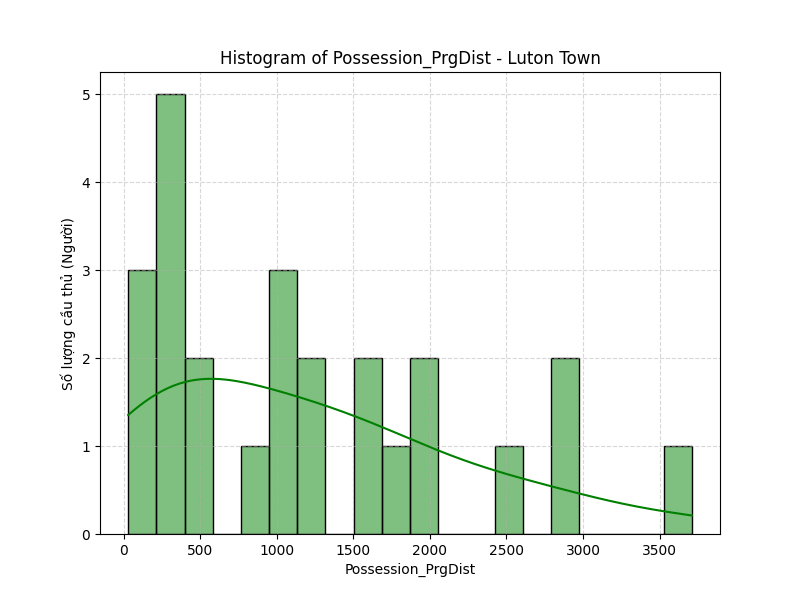 Histogram of Possession_PrgDist - Luton Town
Số lượng cầu thủ (Người)
5
4
3
2
1
0
0 500 1000 1500 2000 2500 3000 3500
Possession_PrgDist